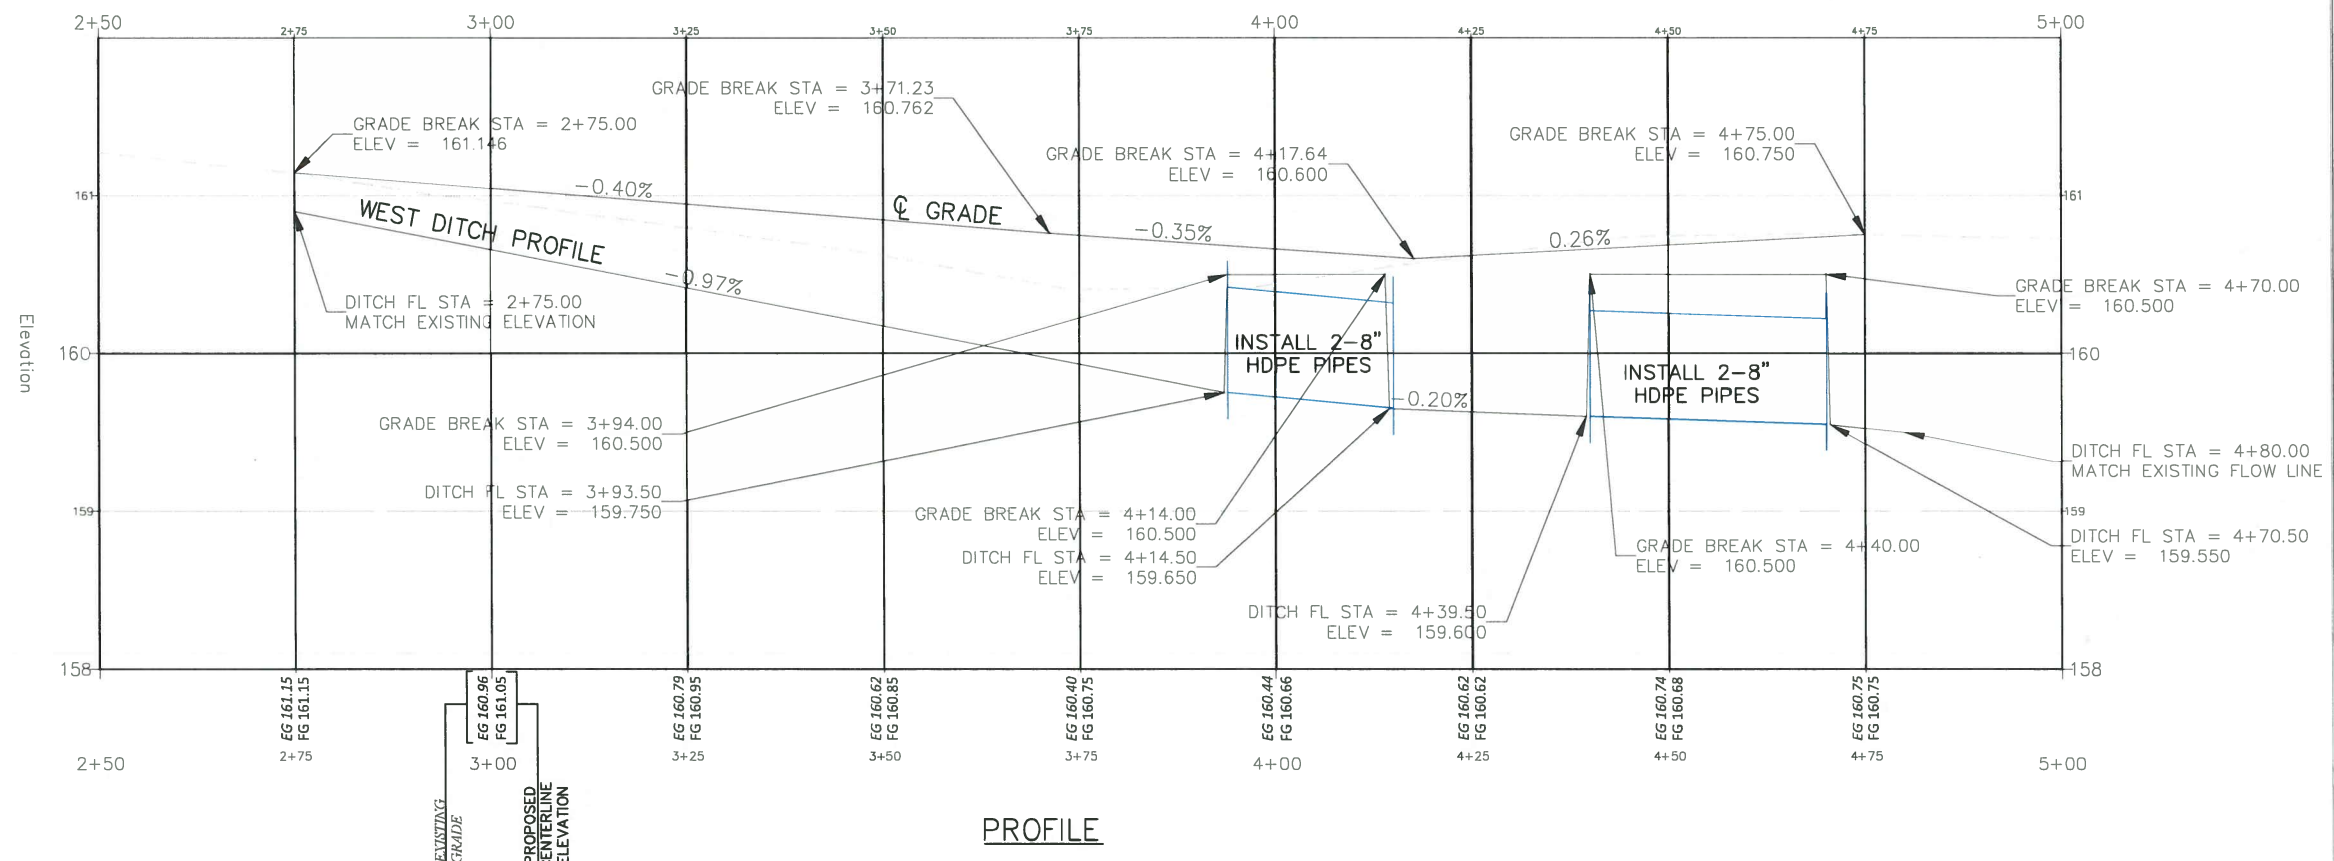 2+50
3+00
4+00
5+00
2+75
3+25
3+50
3+75
4+25
4+50
4+75
GRADE BREAK STA = 3+71.23
ELEV = 160.762
GRADE BREAK STA = 2+75.00
ELEV = 161.146
GRADE BREAK STA = 4+17.64
ELEV = 160.600
GRADE BREAK STA = 4+75.00
ELEV = 160.750
161
161
-0.40%
WEST DITCH PROFILE
℄ GRADE
-0.35%
0.26%
-0.97%
DITCH FL STA = 2+75.00
MATCH EXISTING ELEVATION
GRADE BREAK STA = 4+70.00
ELEV = 160.500
Elevation
160
160
INSTALL 2-8"
HDPE PIPES
INSTALL 2-8"
HDPE PIPES
-0.20%
GRADE BREAK STA = 3+94.00
ELEV = 160.500
DITCH FL STA = 4+80.00
MATCH EXISTING FLOW LINE
DITCH FL STA = 3+93.50
ELEV = 159.750
159
159
GRADE BREAK STA = 4+14.00
ELEV = 160.500
DITCH FL STA = 4+14.50
ELEV = 159.650
GRADE BREAK STA = 4+40.00
ELEV = 160.500
DITCH FL STA = 4+70.50
ELEV = 159.550
DITCH FL STA = 4+39.50
ELEV = 159.600
158
158
EG 161.15
FG 161.15
EG 160.96
FG 161.05
EG 160.79
FG 160.95
EG 160.62
FG 160.85
EG 160.40
FG 160.75
EG 160.44
FG 160.66
EG 160.62
FG 160.62
EG 160.74
FG 160.68
EG 160.75
FG 160.75
2+50
2+75
3+00
3+25
3+50
3+75
4+00
4+25
4+50
4+75
5+00
EXISTING
GRADE
PROPOSED
CENTERLINE
ELEVATION
PROFILE